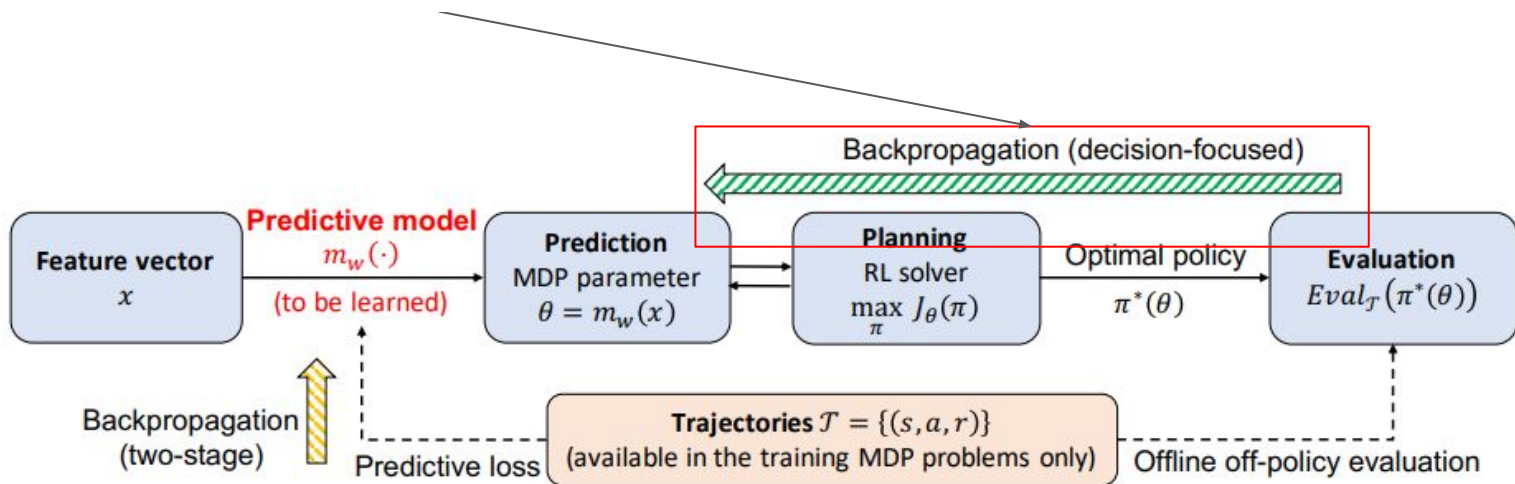 Backpropagation (decision-focused)
Feature vector
x
Predictive model
m_w(·)
(to be learned)
Prediction
MDP parameter
θ = m_w(x)
Planning
RL solver
max J_θ(π)
π
Optimal policy
π*(θ)
Evaluation
Eval_𝒯(π*(θ))
Backpropagation
(two-stage)
Predictive loss
Trajectories 𝒯 = {(s, a, r)}
(available in the training MDP problems only)
Offline off-policy evaluation